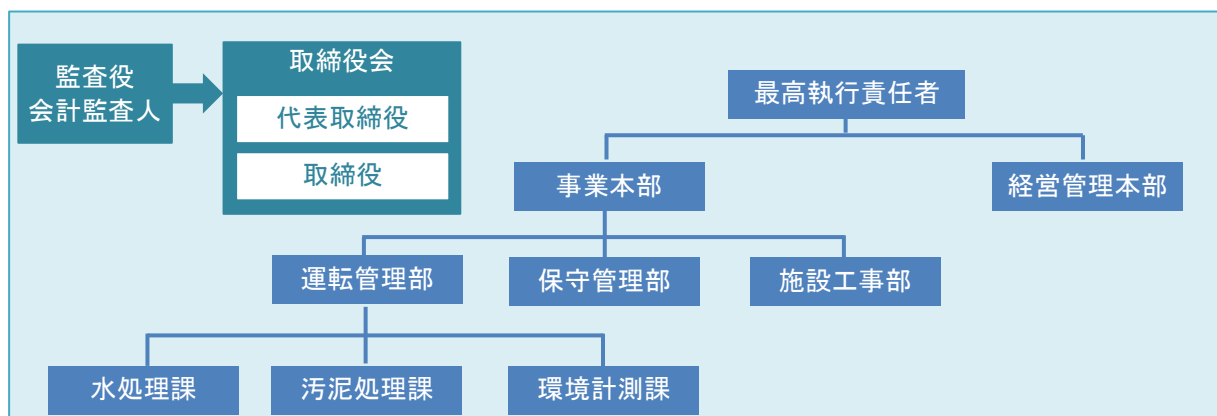 監査役
会計監査人
取締役会
代表取締役
取締役
最高執行責任者
事業本部
経営管理本部
運転管理部
保守管理部
施設工事部
水処理課
汚泥処理課
環境計測課